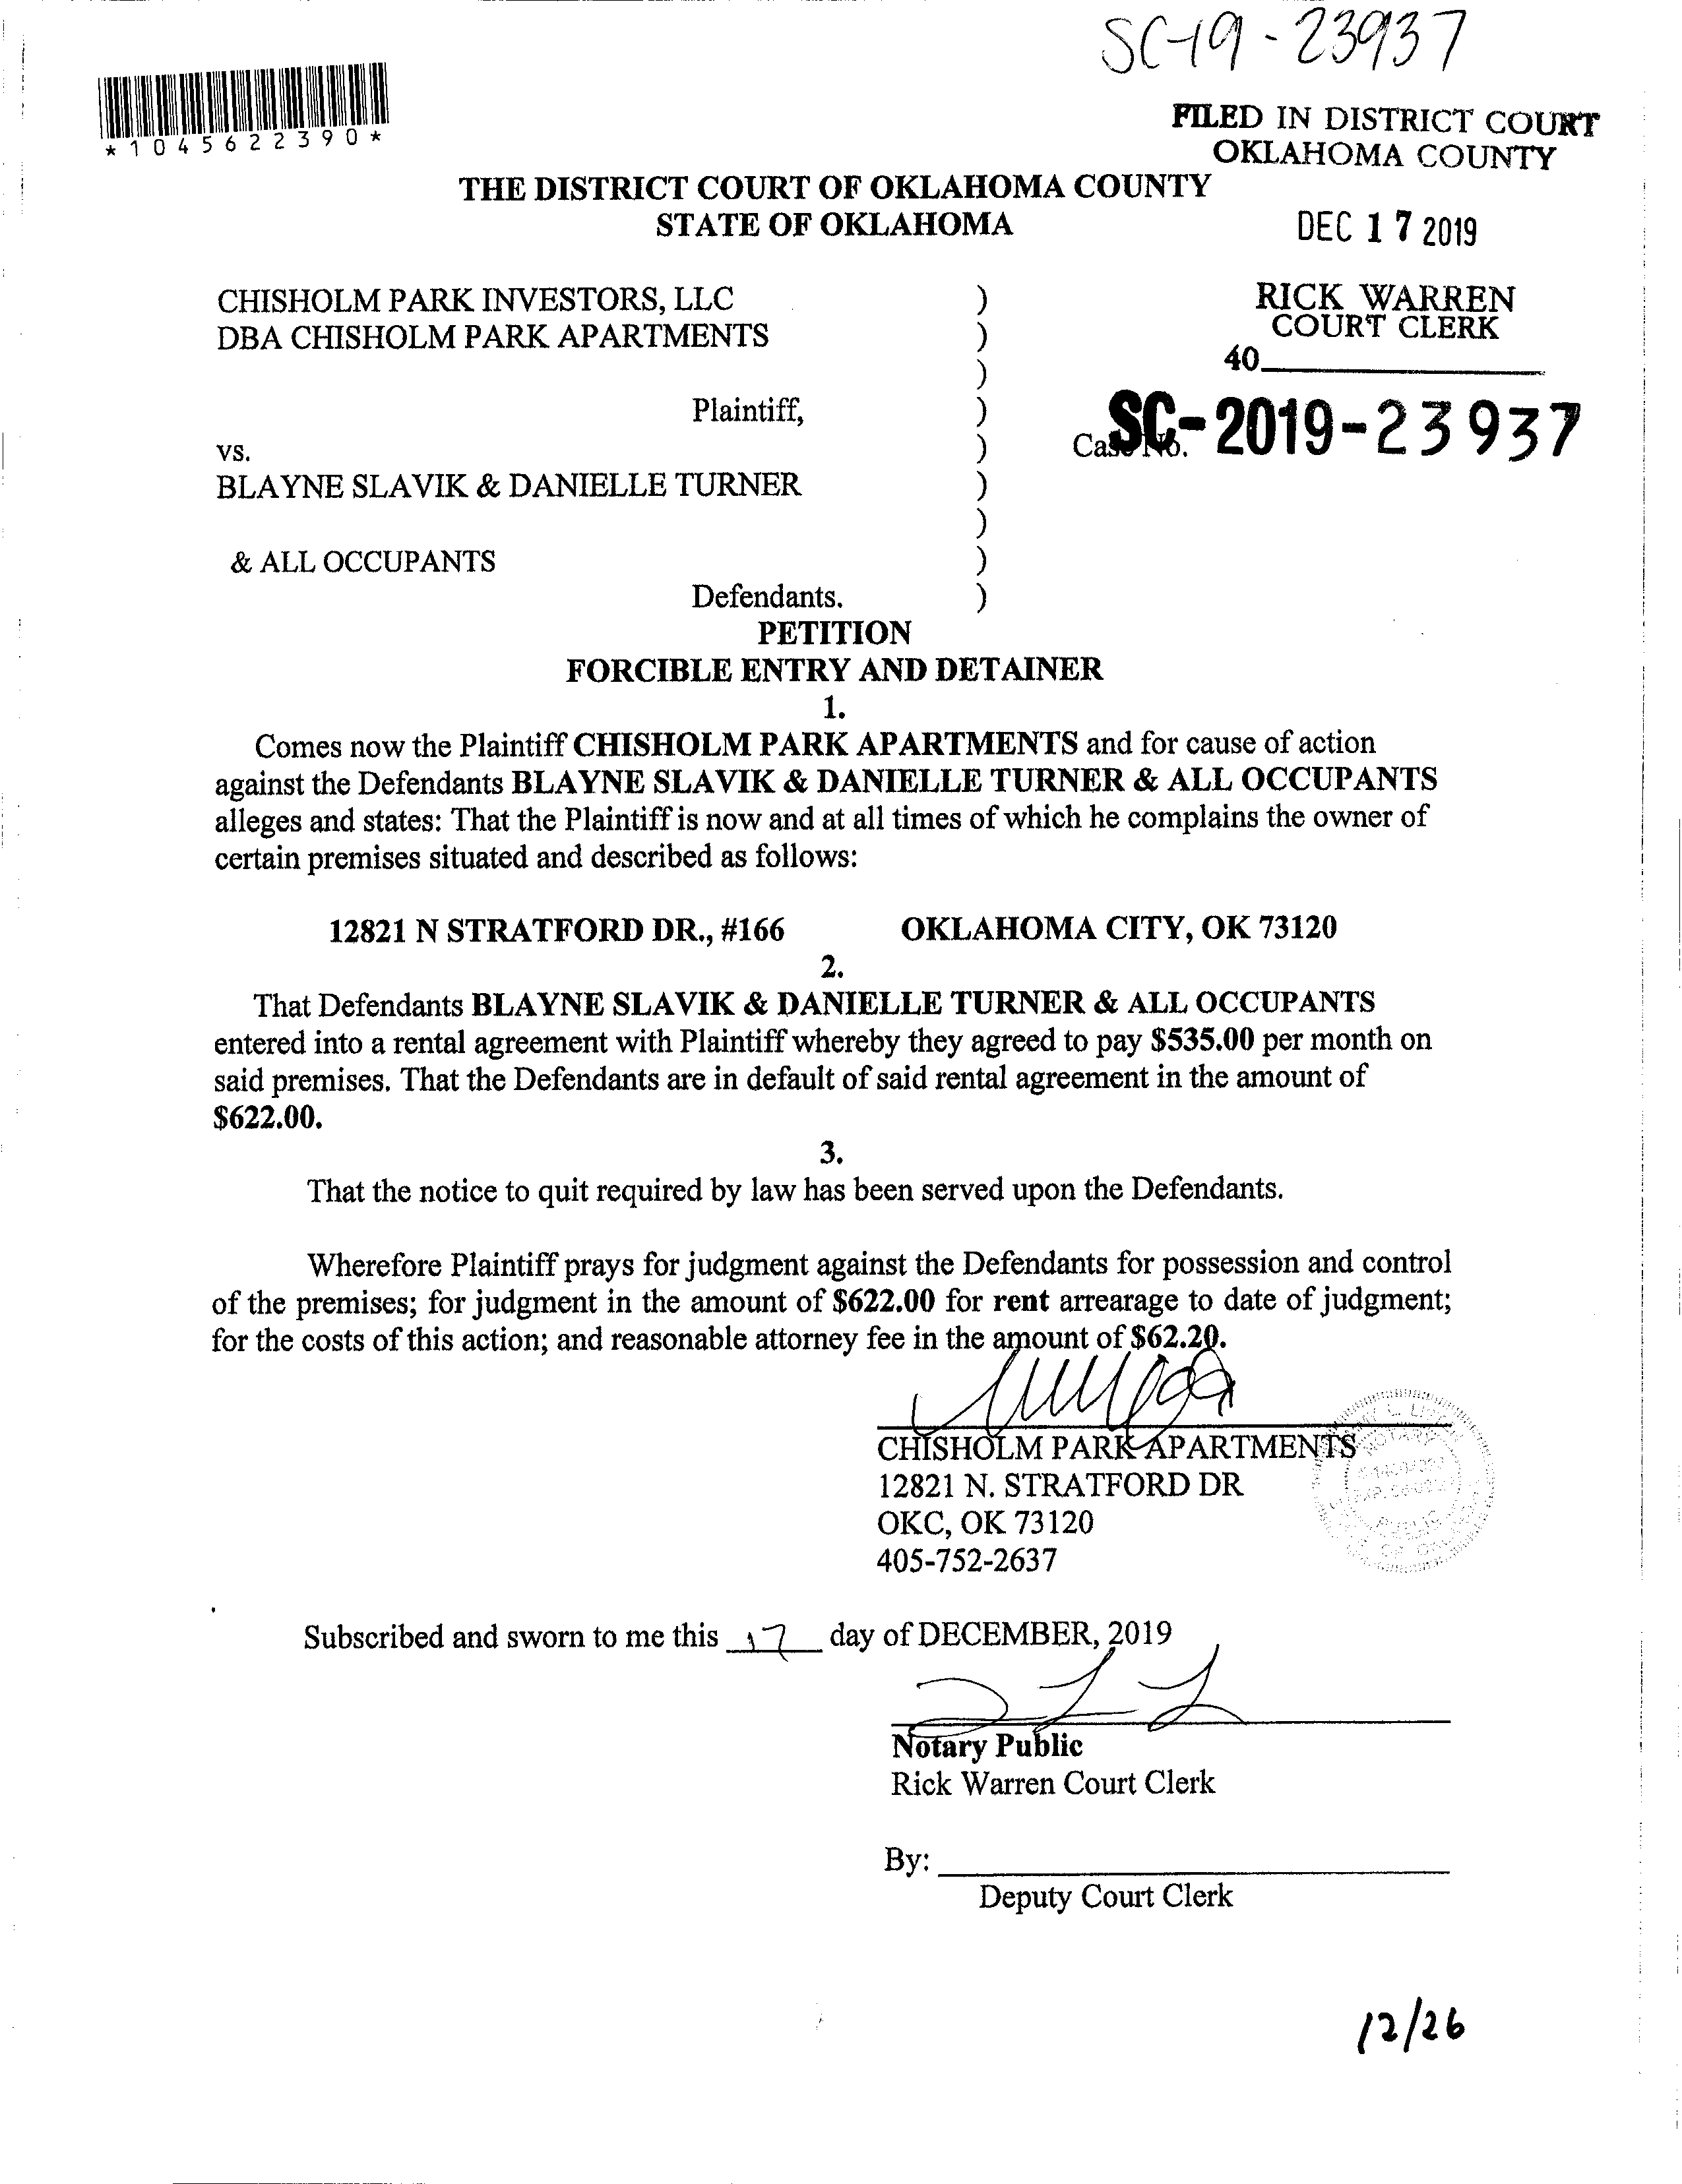 SC-19-23937
*1045622390*
FILED IN DISTRICT COURT
OKLAHOMA COUNTY
THE DISTRICT COURT OF OKLAHOMA COUNTY
STATE OF OKLAHOMA
DEC 17 2019
CHISHOLM PARK INVESTORS, LLC )
DBA CHISHOLM PARK APARTMENTS )
)
RICK WARREN
COURT CLERK
40
Plaintiff, )
Case No. SC-2019-23937
vs. )
BLAYNE SLAVIK & DANIELLE TURNER )
)
& ALL OCCUPANTS )
Defendants. )
PETITION
FORCIBLE ENTRY AND DETAINER
1.
Comes now the Plaintiff CHISHOLM PARK APARTMENTS and for cause of action
against the Defendants BLAYNE SLAVIK & DANIELLE TURNER & ALL OCCUPANTS
alleges and states: That the Plaintiff is now and at all times of which he complains the owner of
certain premises situated and described as follows:
12821 N STRATFORD DR., #166 OKLAHOMA CITY, OK 73120
2.
That Defendants BLAYNE SLAVIK & DANIELLE TURNER & ALL OCCUPANTS
entered into a rental agreement with Plaintiff whereby they agreed to pay $535.00 per month on
said premises. That the Defendants are in default of said rental agreement in the amount of
$622.00.
3.
That the notice to quit required by law has been served upon the Defendants.
Wherefore Plaintiff prays for judgment against the Defendants for possession and control
of the premises; for judgment in the amount of $622.00 for rent arrearage to date of judgment;
for the costs of this action; and reasonable attorney fee in the amount of $62.20.
CHISHOLM PARK APARTMENTS
12821 N. STRATFORD DR
OKC, OK 73120
405-752-2637
NOTARY
PUBLIC
Subscribed and sworn to me this 17 day of DECEMBER, 2019
Notary Public
Rick Warren Court Clerk
By:
Deputy Court Clerk
12/26